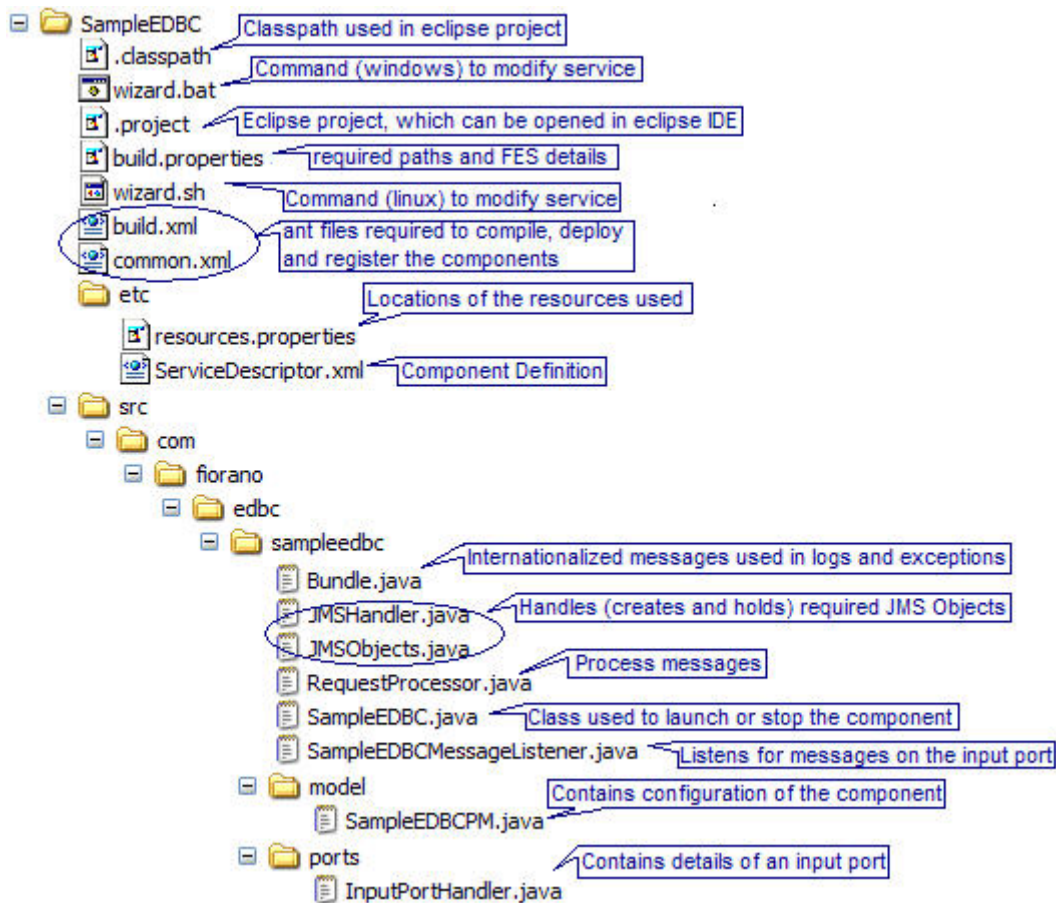 SampleEDBC
Classpath used in eclipse project
.classpath
Command (windows) to modify service
wizard.bat
.project
Eclipse project, which can be opened in eclipse IDE
build.properties
required paths and FES details
wizard.sh
Command (linux) to modify service
build.xml
ant files required to compile, deploy
and register the components
common.xml
etc
Locations of the resources used
resources.properties
ServiceDescriptor.xml
Component Definition
src
com
fiorano
edbc
sampleedbc
Internationalized messages used in logs and exceptions
Bundle.java
JMSHandler.java
Handles (creates and holds) required JMS Objects
JMSObjects.java
Process messages
RequestProcessor.java
SampleEDBC.java
Class used to launch or stop the component
SampleEDBCMessageListener.java
Listens for messages on the input port
model
Contains configuration of the component
SampleEDBCPM.java
ports
Contains details of an input port
InputPortHandler.java